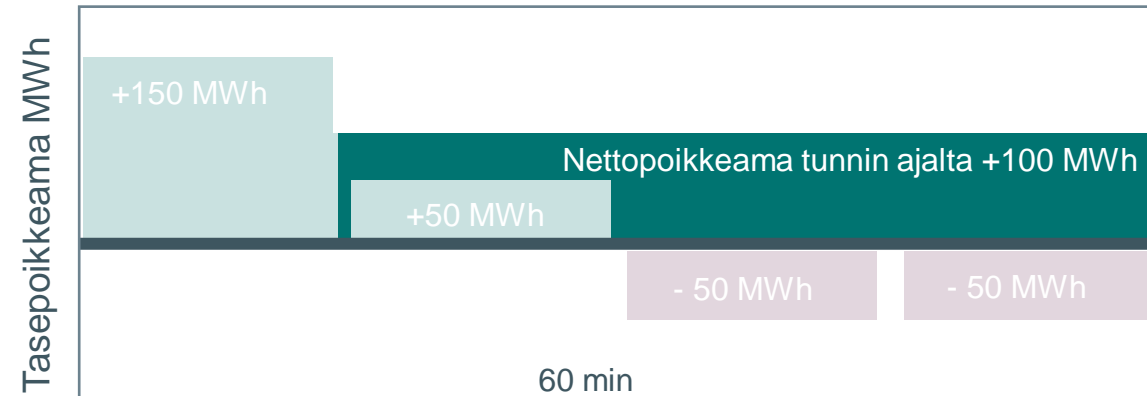 Tasepoikkeama MWh
+150 MWh
Nettopoikkeama tunnin ajalta +100 MWh
+50 MWh
- 50 MWh
- 50 MWh
60 min